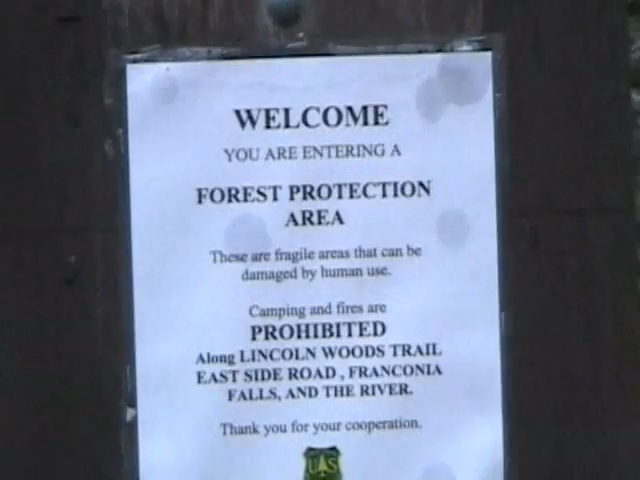 WELCOME
YOU ARE ENTERING A
FOREST PROTECTION
AREA
These are fragile areas that can be
damaged by human use.
Camping and fires are
PROHIBITED
Along LINCOLN WOODS TRAIL
EAST SIDE ROAD , FRANCONIA
FALLS, AND THE RIVER.
Thank you for your cooperation.
U S